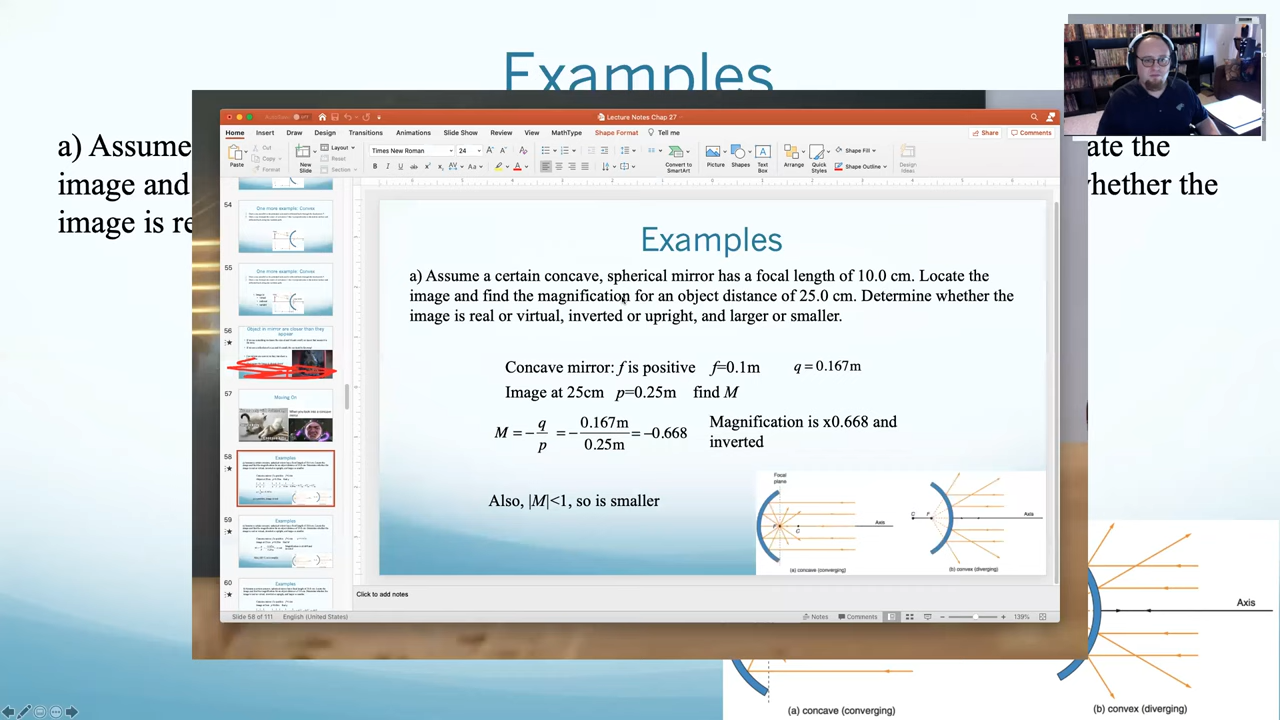 Examples
a) Assume
image and
image is re
ate the
whether the
AutoSave OFF
Lecture Notes Chap 27
Home Insert Draw Design Transitions Animations Slide Show Review View MathType Shape Format Tell me
Share Comments
Paste
Cut
Copy
Format
New
Slide
Layout
Reset
Section
Times New Roman 24
Convert to
SmartArt
Picture
Shapes
Text
Box
Arrange
Quick
Styles
Shape Fill
Shape Outline
Design
Ideas
54
One more example: Convex
55
One more example: Convex
56
Object in mirror are closer than they
appear
57
Moving On
58
Examples
59
Examples
60
Examples
Examples
a) Assume a certain concave, spherical mirror has a focal length of 10.0 cm. Locate the
image and find the magnification for an object distance of 25.0 cm. Determine whether the
image is real or virtual, inverted or upright, and larger or smaller.
Concave mirror: f is positive f=0.1m q = 0.167m
Image at 25cm p=0.25m find M
M = − q/p = − 0.167m/0.25m = −0.668
Magnification is x0.668 and
inverted
Also, |M|<1, so is smaller
Focal
plane
F
C
Axis
(a) concave (converging)
C F
Axis
(b) convex (diverging)
Click to add notes
Slide 58 of 111 English (United States)
Notes Comments 139%
Axis
(a) concave (converging)
(b) convex (diverging)